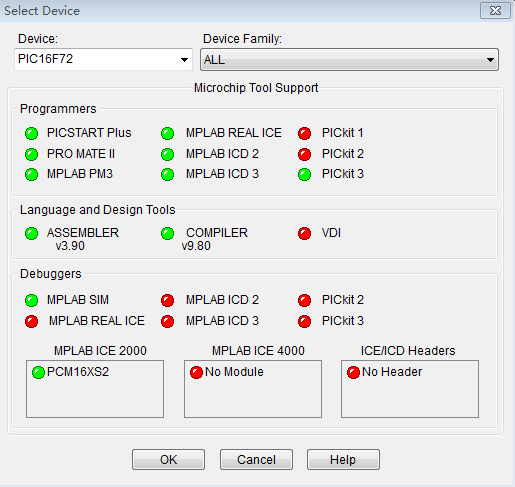 Select Device
Device: Device Family:
PIC16F72 ALL
Microchip Tool Support
Programmers
PICSTART Plus MPLAB REAL ICE PICkit 1
PRO MATE II MPLAB ICD 2 PICkit 2
MPLAB PM3 MPLAB ICD 3 PICkit 3
Language and Design Tools
ASSEMBLER COMPILER VDI
v3.90 v9.80
Debuggers
MPLAB SIM MPLAB ICD 2 PICkit 2
MPLAB REAL ICE MPLAB ICD 3 PICkit 3
MPLAB ICE 2000 MPLAB ICE 4000 ICE/ICD Headers
PCM16XS2 No Module No Header
OK Cancel Help